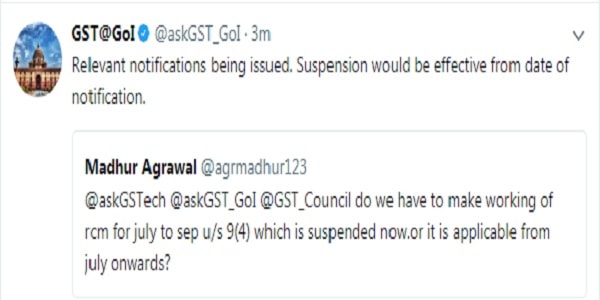 GST@GoI @askGST_GoI · 3m
Relevant notifications being issued. Suspension would be effective from date of
notification.
Madhur Agrawal @agrmadhur123
@askGSTech @askGST_GoI @GST_Council do we have to make working of
rcm for july to sep u/s 9(4) which is suspended now.or it is applicable from
july onwards?